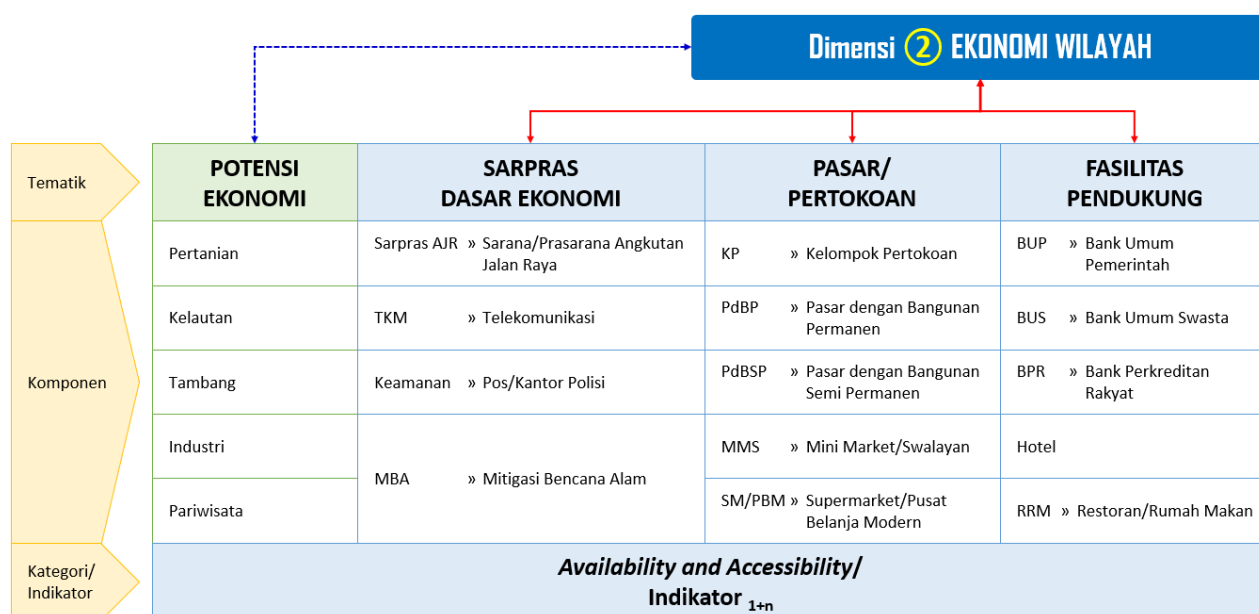 Dimensi ② EKONOMI WILAYAH
Tematik
POTENSI
EKONOMI
SARPRAS
DASAR EKONOMI
PASAR/
PERTOKOAN
FASILITAS
PENDUKUNG
Komponen
Pertanian
Sarpras AJR » Sarana/Prasarana Angkutan
Jalan Raya
KP » Kelompok Pertokoan
BUP » Bank Umum
Pemerintah
Kelautan
TKM » Telekomunikasi
PdBP » Pasar dengan Bangunan
Permanen
BUS » Bank Umum Swasta
Tambang
Keamanan » Pos/Kantor Polisi
PdBSP » Pasar dengan Bangunan
Semi Permanen
BPR » Bank Perkreditan
Rakyat
Industri
MBA » Mitigasi Bencana Alam
MMS » Mini Market/Swalayan
Hotel
Pariwisata
SM/PBM » Supermarket/Pusat
Belanja Modern
RRM » Restoran/Rumah Makan
Kategori/
Indikator
Availability and Accessibility/
Indikator 1+n